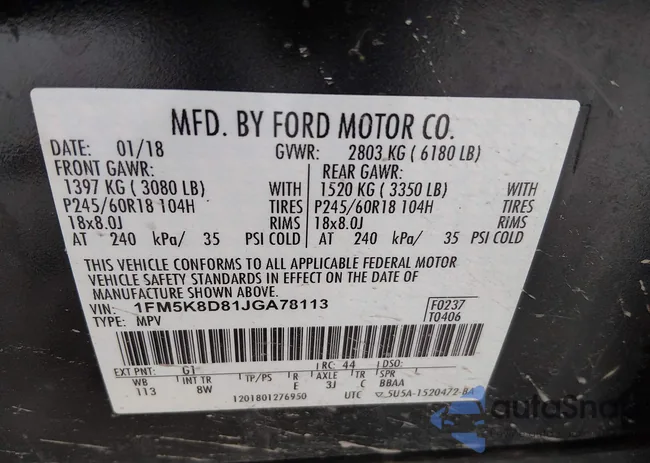 MFD. BY FORD MOTOR CO.
DATE: 01/18 GVWR: 2803 KG ( 6180 LB)
FRONT GAWR: REAR GAWR:
1397 KG ( 3080 LB) WITH 1520 KG ( 3350 LB) WITH
P245/60R18 104H TIRES P245/60R18 104H TIRES
18x8.0J RIMS 18x8.0J RIMS
AT 240 kPa/ 35 PSI COLD AT 240 kPa/ 35 PSI COLD
THIS VEHICLE CONFORMS TO ALL APPLICABLE FEDERAL MOTOR
VEHICLE SAFETY STANDARDS IN EFFECT ON THE DATE OF
MANUFACTURE SHOWN ABOVE.
VIN: 1FM5K8D81JGA78113 F0237
TYPE: MPV T0406
EXT PNT: G1 RC: 44 DSO:
WB INT TR TP/PS R AXLE TR SPR L
113 8W E 3J C BBAA
1201801276950 UTC 5U5A-1520472-BA
autoSna